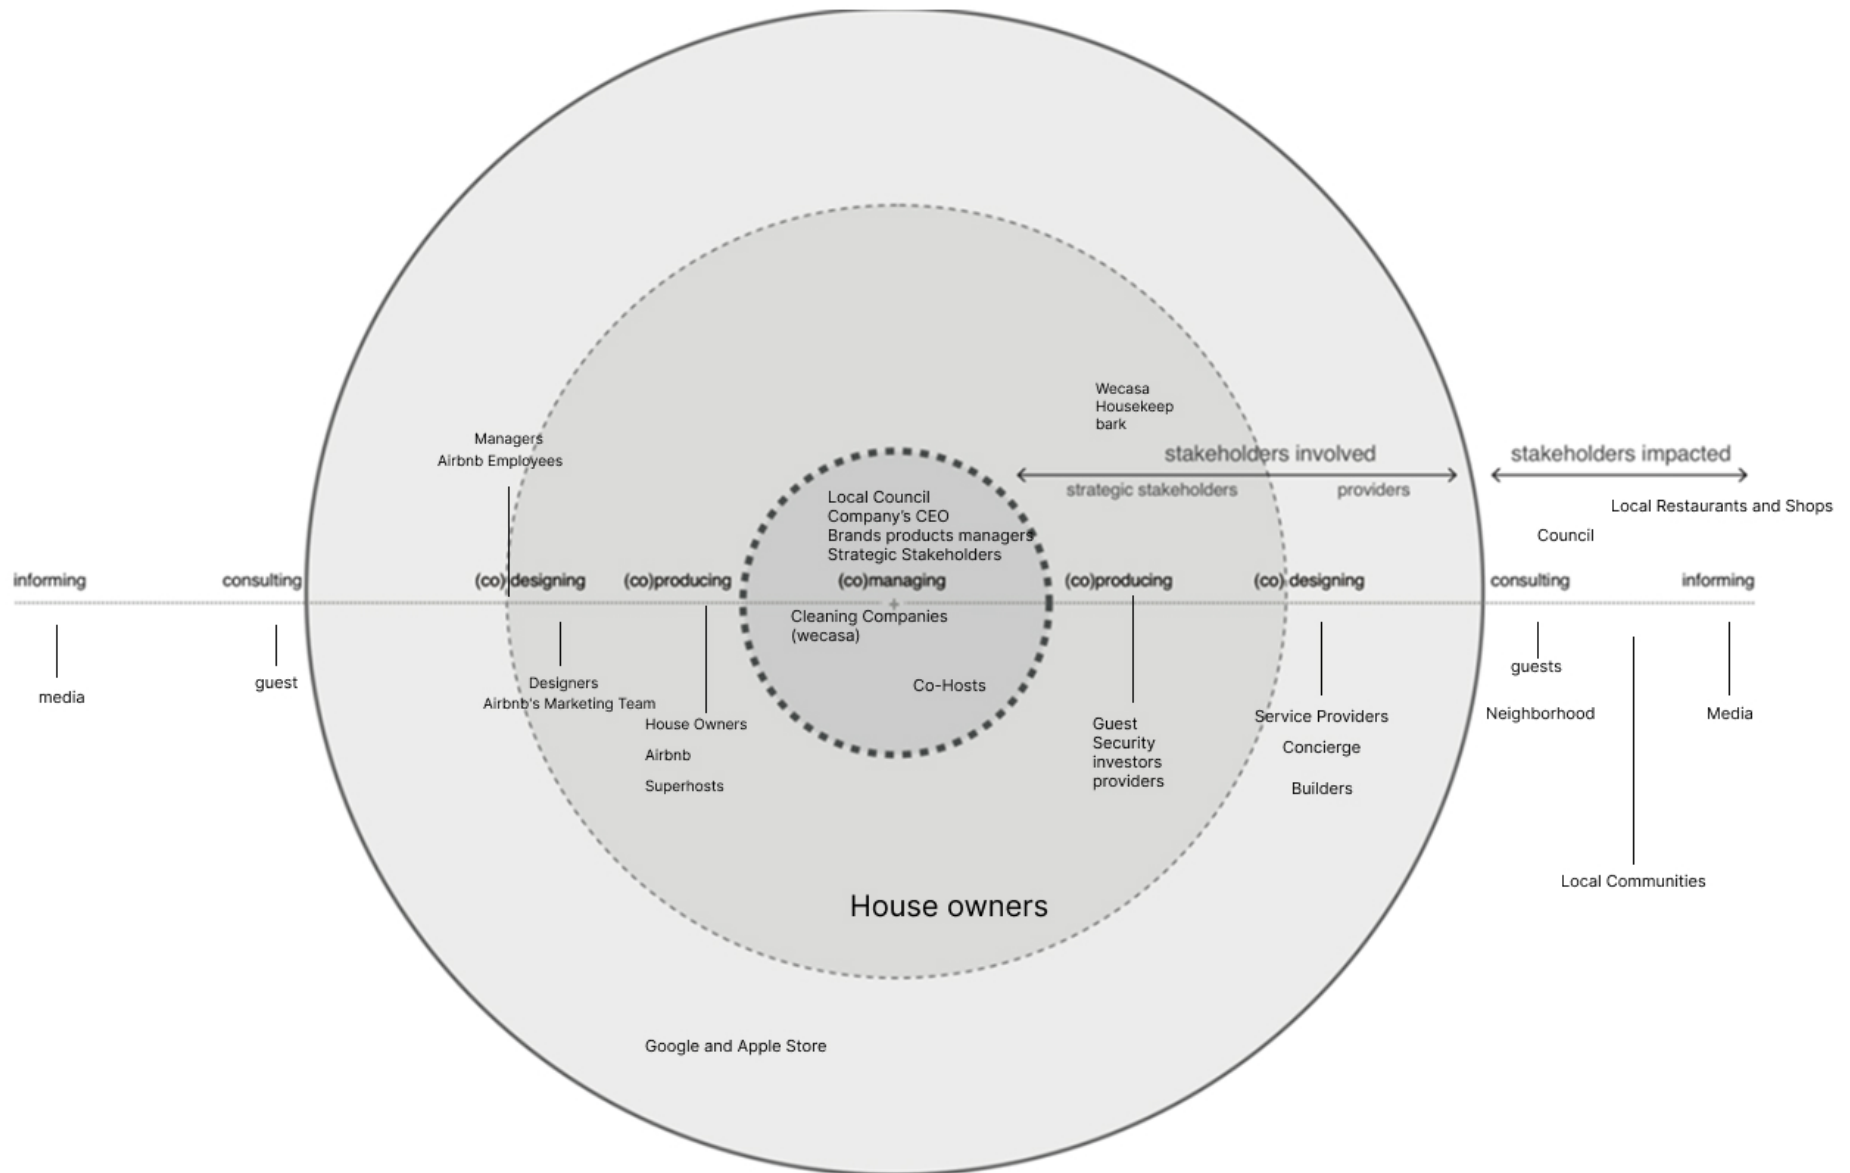 Wecasa
Housekeep
bark
Managers
Airbnb Employees
stakeholders involved
stakeholders impacted
strategic stakeholders
providers
Local Council
Company's CEO
Brands products managers
Strategic Stakeholders
Local Restaurants and Shops
Council
informing
consulting
(co) designing
(co)producing
(co)managing
(co)producing
(co) designing
consulting
informing
Cleaning Companies
(wecasa)
Co-Hosts
media
guest
Designers
Airbnb's Marketing Team
House Owners
Airbnb
Superhosts
Guest
Security
investors
providers
Service Providers
Concierge
Builders
guests
Neighborhood
Media
Local Communities
House owners
Google and Apple Store